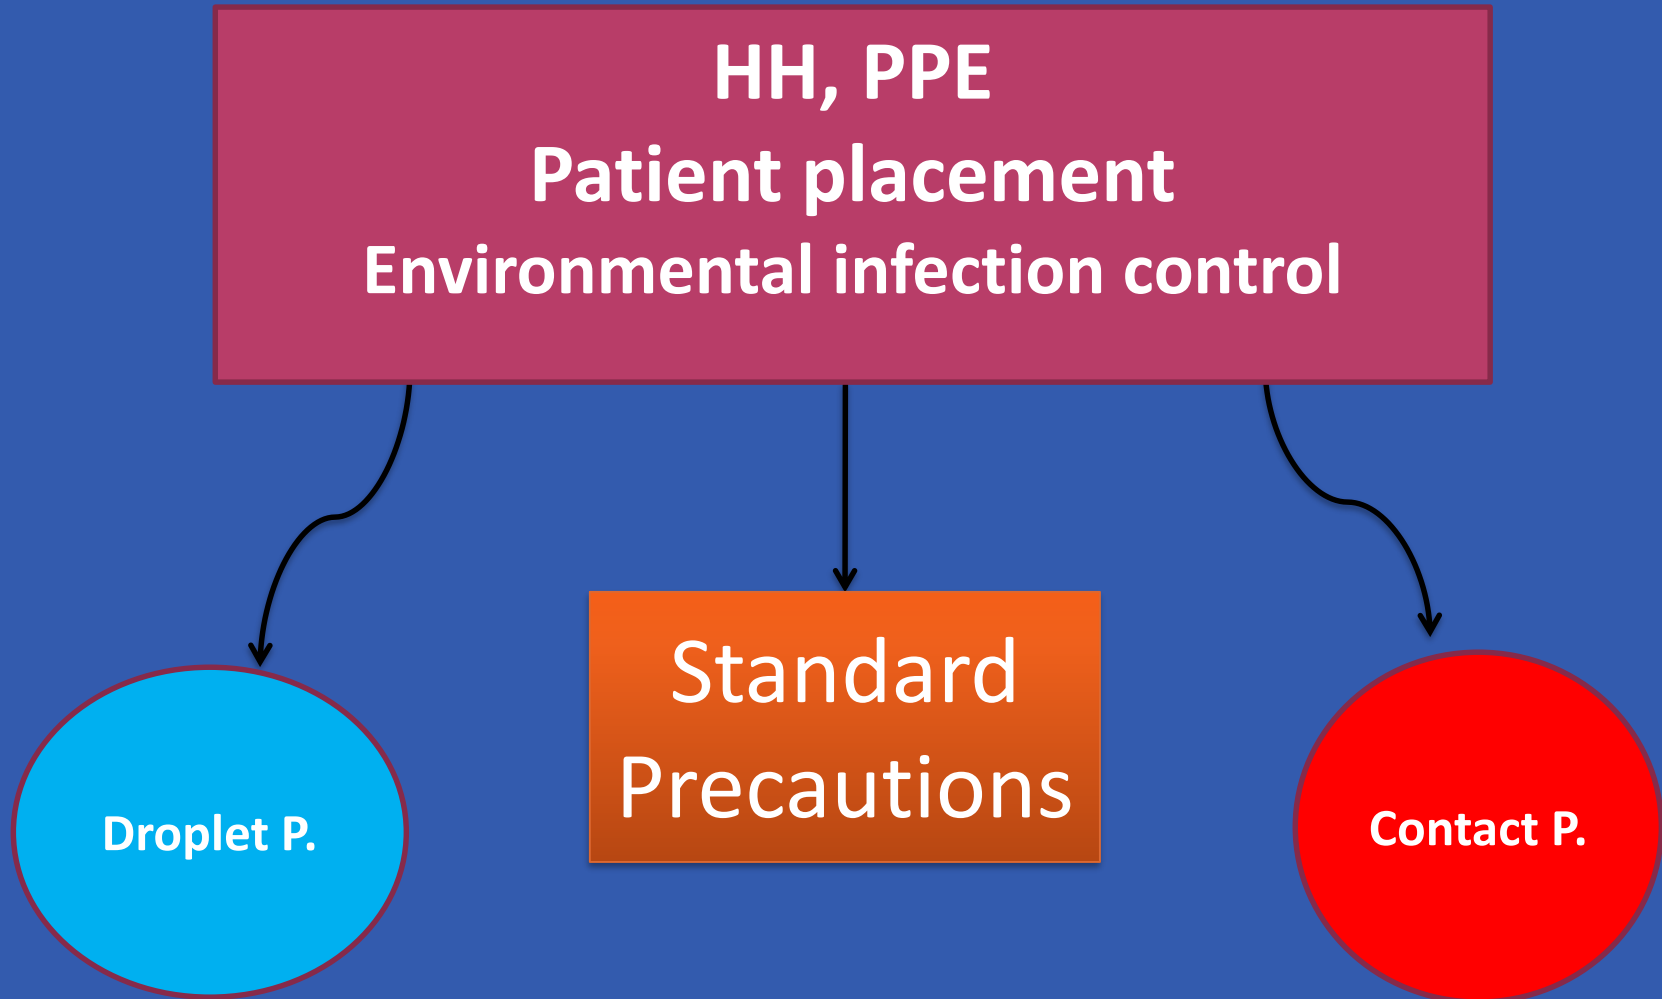 HH, PPE
Patient placement
Environmental infection control
Standard
Precautions
Droplet P.
Contact P.